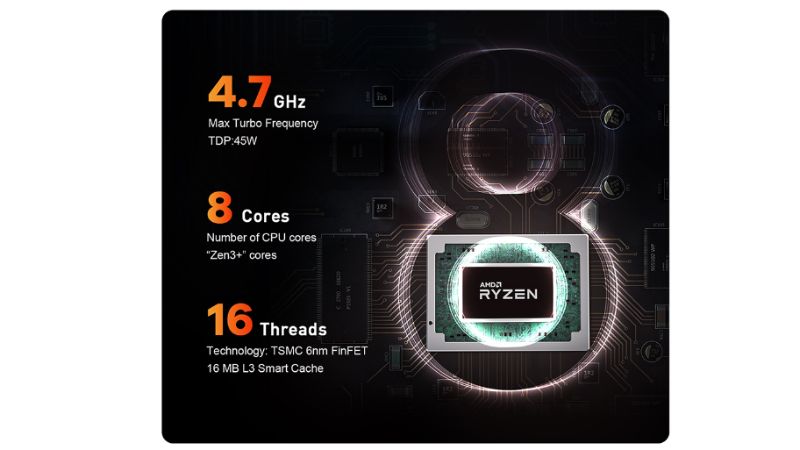 4.7 GHz
Max Turbo Frequency
TDP:45W
8 Cores
Number of CPU cores
"Zen3+" cores
16 Threads
Technology: TSMC 6nm FinFET
16 MB L3 Smart Cache
AMD
RYZEN